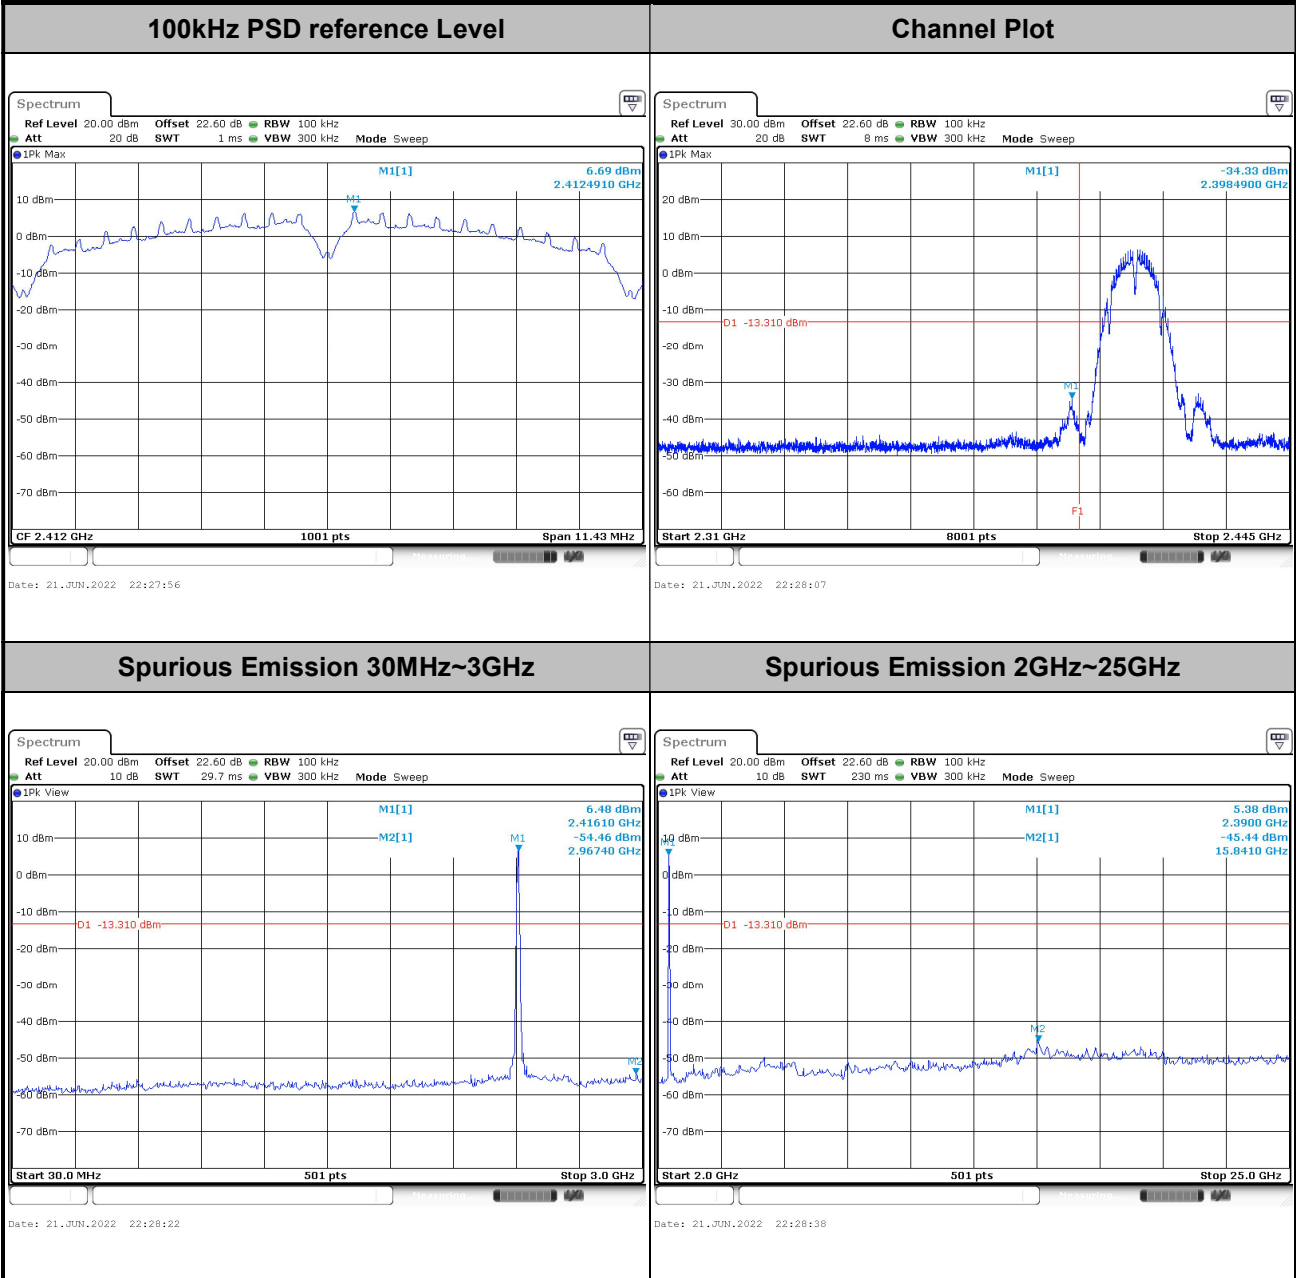 100kHz PSD reference Level
Channel Plot
Spectrum
Ref Level 20.00 dBm Offset 22.60 dB RBW 100 kHz
Att 20 dB SWT 1 ms VBW 300 kHz Mode Sweep
1Pk Max
M1[1] 6.69 dBm
2.4124910 GHz
M1
10 dBm
0 dBm
-10 dBm
-20 dBm
-30 dBm
-40 dBm
-50 dBm
-60 dBm
-70 dBm
CF 2.412 GHz 1001 pts Span 11.43 MHz
Measuring...
Date: 21.JUN.2022 22:27:56
Spectrum
Ref Level 30.00 dBm Offset 22.60 dB RBW 100 kHz
Att 20 dB SWT 8 ms VBW 300 kHz Mode Sweep
1Pk Max
M1[1] -34.33 dBm
2.3984900 GHz
20 dBm
10 dBm
0 dBm
-10 dBm
D1 -13.310 dBm
-20 dBm
-30 dBm
M1
-40 dBm
-50 dBm
-60 dBm
F1
Start 2.31 GHz 8001 pts Stop 2.445 GHz
Measuring...
Date: 21.JUN.2022 22:28:07
Spurious Emission 30MHz~3GHz
Spurious Emission 2GHz~25GHz
Spectrum
Ref Level 20.00 dBm Offset 22.60 dB RBW 100 kHz
Att 10 dB SWT 29.7 ms VBW 300 kHz Mode Sweep
1Pk View
M1[1] 6.48 dBm
2.41610 GHz
M2[1] -54.46 dBm
2.96740 GHz
10 dBm
M1
0 dBm
-10 dBm
D1 -13.310 dBm
-20 dBm
-30 dBm
-40 dBm
-50 dBm
M2
-60 dBm
-70 dBm
Start 30.0 MHz 501 pts Stop 3.0 GHz
Measuring...
Date: 21.JUN.2022 22:28:22
Spectrum
Ref Level 20.00 dBm Offset 22.60 dB RBW 100 kHz
Att 10 dB SWT 230 ms VBW 300 kHz Mode Sweep
1Pk View
M1[1] 5.38 dBm
2.3900 GHz
M2[1] -45.44 dBm
15.8410 GHz
10 dBm
M1
0 dBm
-10 dBm
D1 -13.310 dBm
-20 dBm
-30 dBm
-40 dBm
M2
-50 dBm
-60 dBm
-70 dBm
Start 2.0 GHz 501 pts Stop 25.0 GHz
Measuring...
Date: 21.JUN.2022 22:28:38